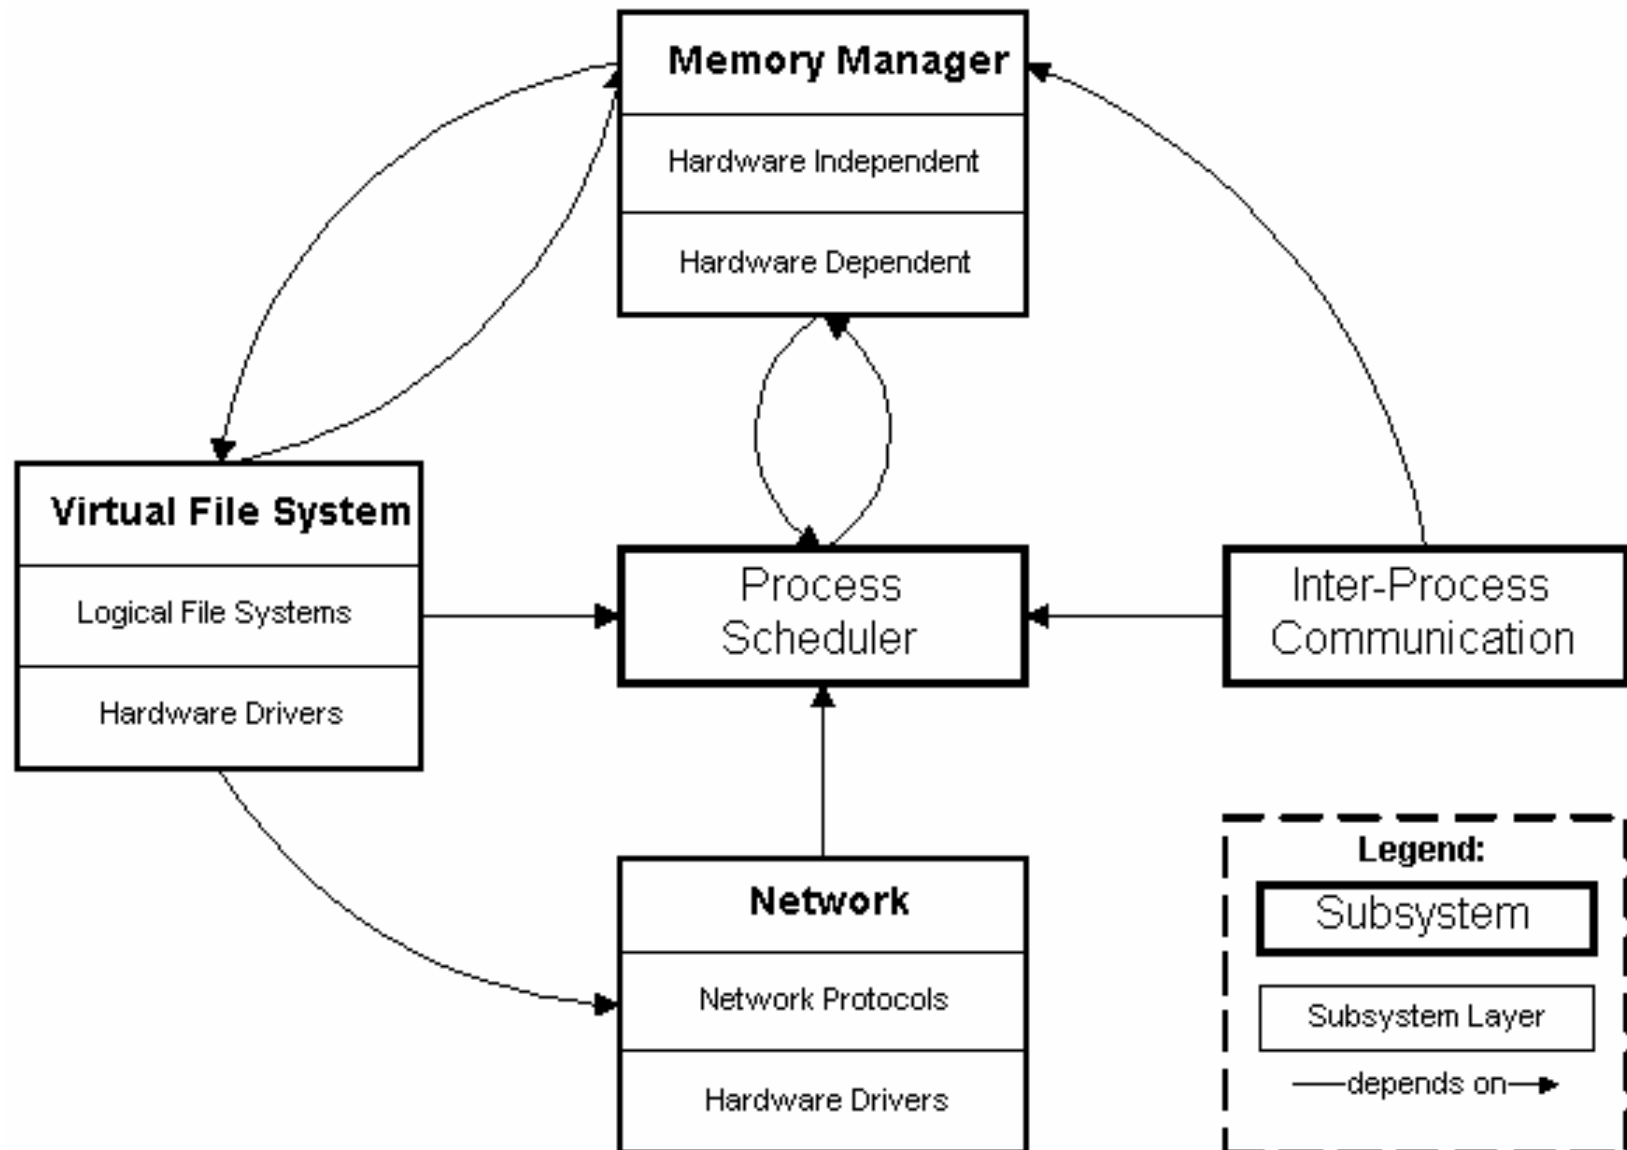 Memory Manager
Hardware Independent
Hardware Dependent
Virtual File System
Logical File Systems
Hardware Drivers
Process
Scheduler
Inter-Process
Communication
Network
Network Protocols
Hardware Drivers
Legend:
Subsystem
Subsystem Layer
depends on